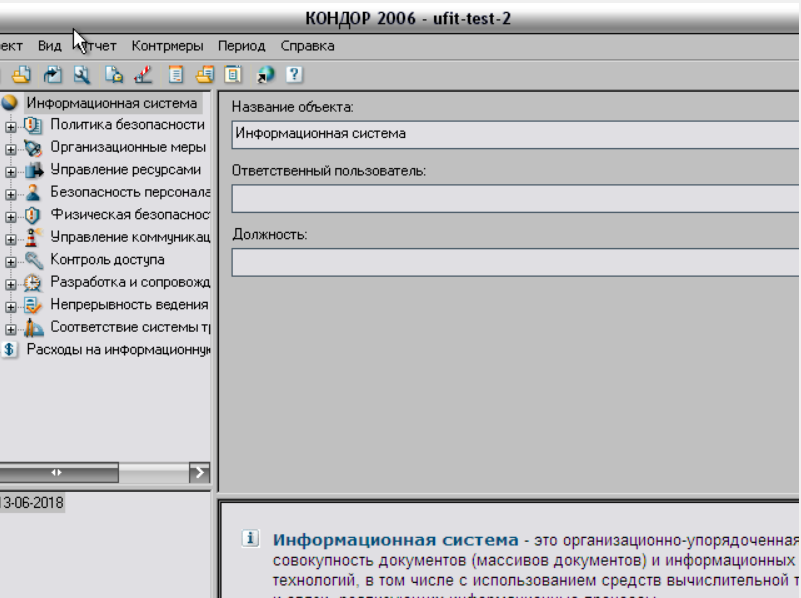 КОНДОР 2006 - ufit-test-2
ект Вид Отчет Контрмеры Период Справка
Информационная система
Политика безопасности
Организационные меры
Управление ресурсами
Безопасность персонала
Физическая безопаснос
Управление коммуникац
Контроль доступа
Разработка и сопровожд
Непрерывность ведения
Соответствие системы т
$ Расходы на информационну
13-06-2018
Название объекта:
Информационная система
Ответственный пользователь:
Должность:
Информационная система - это организационно-упорядоченная
совокупность документов (массивов документов) и информационных
технологий, в том числе с использованием средств вычислительной т